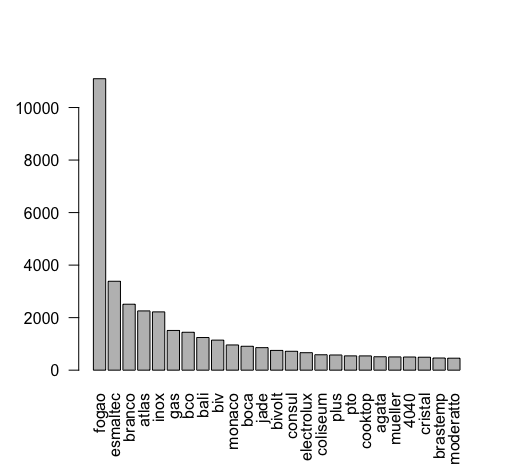 10000
8000
6000
4000
2000
0
fogao
esmaltec
branco
atlas
inox
gas
bco
bali
biv
monaco
boca
jade
bivolt
consul
electrolux
coliseum
plus
pto
cooktop
agata
mueller
4040
cristal
brastemp
moderatto